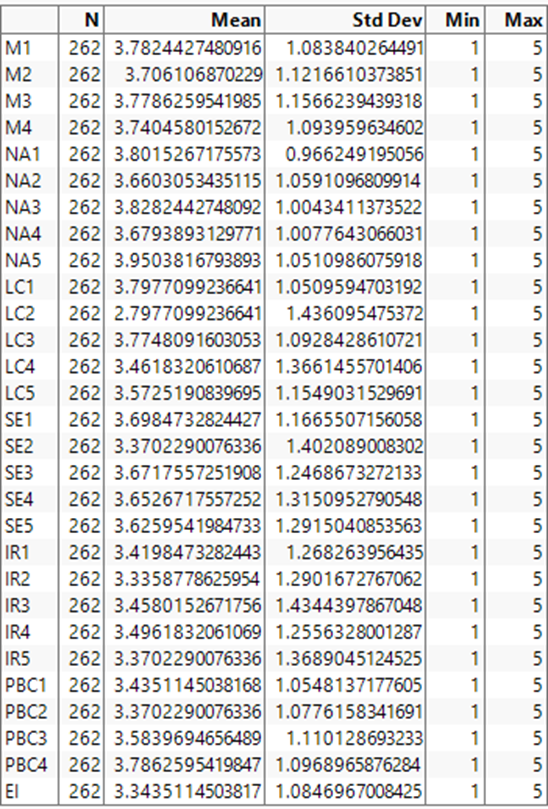 N Mean Std Dev Min Max
M1 262 3.7824427480916 1.083840264491 1 5
M2 262 3.706106870229 1.1216610373851 1 5
M3 262 3.7786259541985 1.1566239439318 1 5
M4 262 3.7404580152672 1.093959634602 1 5
NA1 262 3.8015267175573 0.966249195056 1 5
NA2 262 3.6603053435115 1.0591096809914 1 5
NA3 262 3.8282442748092 1.0043411373522 1 5
NA4 262 3.6793893129771 1.0077643066031 1 5
NA5 262 3.9503816793893 1.0510986075918 1 5
LC1 262 3.7977099236641 1.0509594703192 1 5
LC2 262 2.7977099236641 1.436095475372 1 5
LC3 262 3.7748091603053 1.0928428610721 1 5
LC4 262 3.4618320610687 1.3661455701406 1 5
LC5 262 3.5725190839695 1.1549031529691 1 5
SE1 262 3.6984732824427 1.1665507156058 1 5
SE2 262 3.3702290076336 1.402089008302 1 5
SE3 262 3.6717557251908 1.2468673272133 1 5
SE4 262 3.6526717557252 1.3150952790548 1 5
SE5 262 3.6259541984733 1.2915040853563 1 5
IR1 262 3.4198473282443 1.268263956435 1 5
IR2 262 3.3358778625954 1.2901672767062 1 5
IR3 262 3.4580152671756 1.4344397867048 1 5
IR4 262 3.4961832061069 1.2556328001287 1 5
IR5 262 3.3702290076336 1.3689045124525 1 5
PBC1 262 3.4351145038168 1.0548137177605 1 5
PBC2 262 3.3702290076336 1.0776158341691 1 5
PBC3 262 3.5839694656489 1.110128693233 1 5
PBC4 262 3.7862595419847 1.0968965876284 1 5
EI 262 3.3435114503817 1.0846967008425 1 5